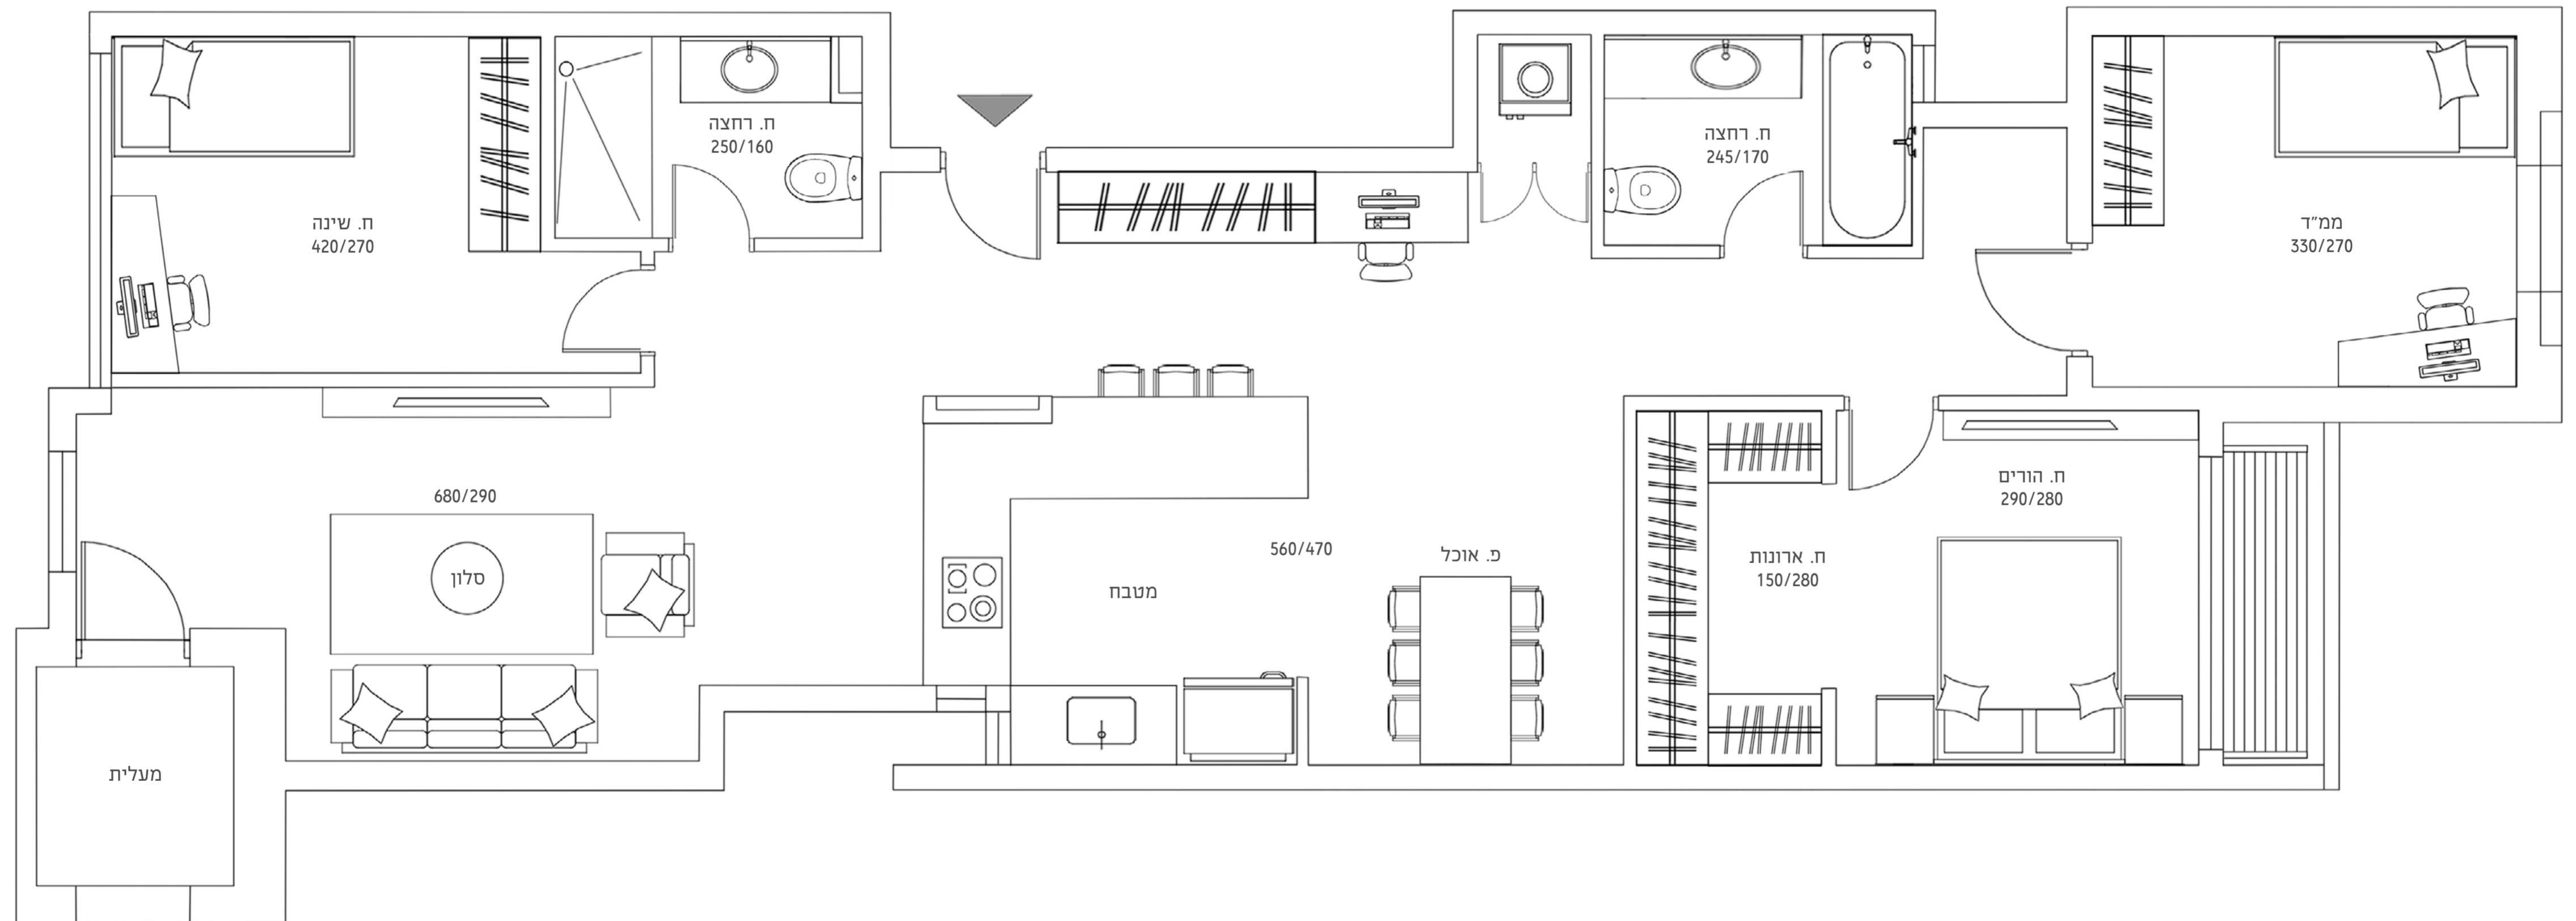 ח. רחצה
250/160
ח. רחצה
245/170
ח. שינה
420/270
ממ"ד
330/270
680/290
סלון
מטבח
560/470
פ. אוכל
ח. ארונות
150/280
ח. הורים
290/280
מעלית